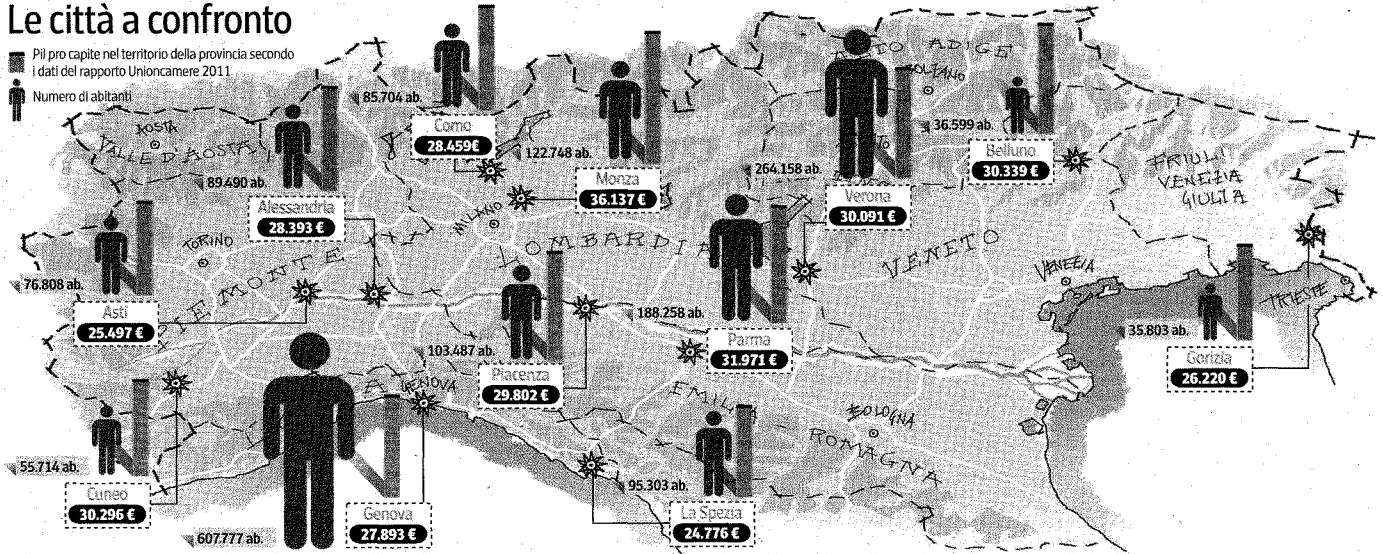 Le città a confronto
Pil pro capite nel territorio della provincia secondo
i dati del rapporto Unioncamere 2011
Numero di abitanti
85.704 ab.
Como
28.459€
122.748 ab.
Monza
36.137 €
264.158 ab.
Verona
30.091 €
ADIGE
36.599 ab.
Belluno
30.339 €
FRIULI
VENEZIA
GIULIA
AOSTA
VALLE D'AOSTA
89.490 ab.
Alessandria
28.393 €
MILANO
LOMBARDIA
VENETO
VENEZIA
TRIESTE
TORINO
76.808 ab.
Asti
25.497 €
103.487 ab.
Piacenza
29.802 €
188.258 ab.
Parma
31.971 €
35.803 ab.
Gorizia
26.220 €
GENOVA
EMILIA
ROMAGNA
BOLOGNA
55.714 ab.
Cuneo
30.296 €
607.777 ab.
Genova
27.893 €
95.303 ab.
La Spezia
24.776 €